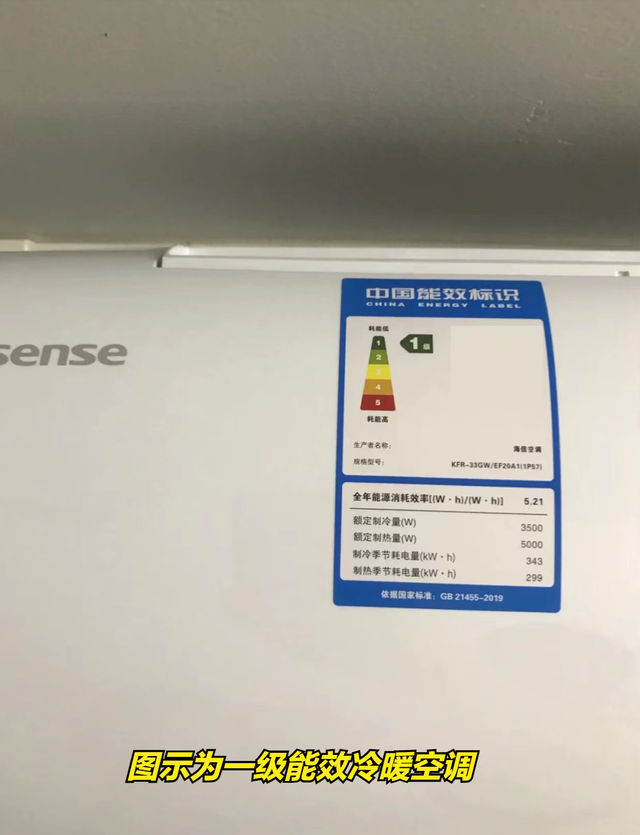 sense
中国能效标识
CHINA ENERGY LABEL
耗能低
1
2
3
4
5
1级
耗能高
生产者名称：
海信空调
规格型号：
KFR-33GW/EF20A1(1P57)
全年能源消耗效率[(W·h)/(W·h)] 5.21
额定制冷量(W) 3500
额定制热量(W) 5000
制冷季节耗电量(kW·h) 343
制热季节耗电量(kW·h) 299
依据国家标准：GB 21455-2019
图示为一级能效冷暖空调